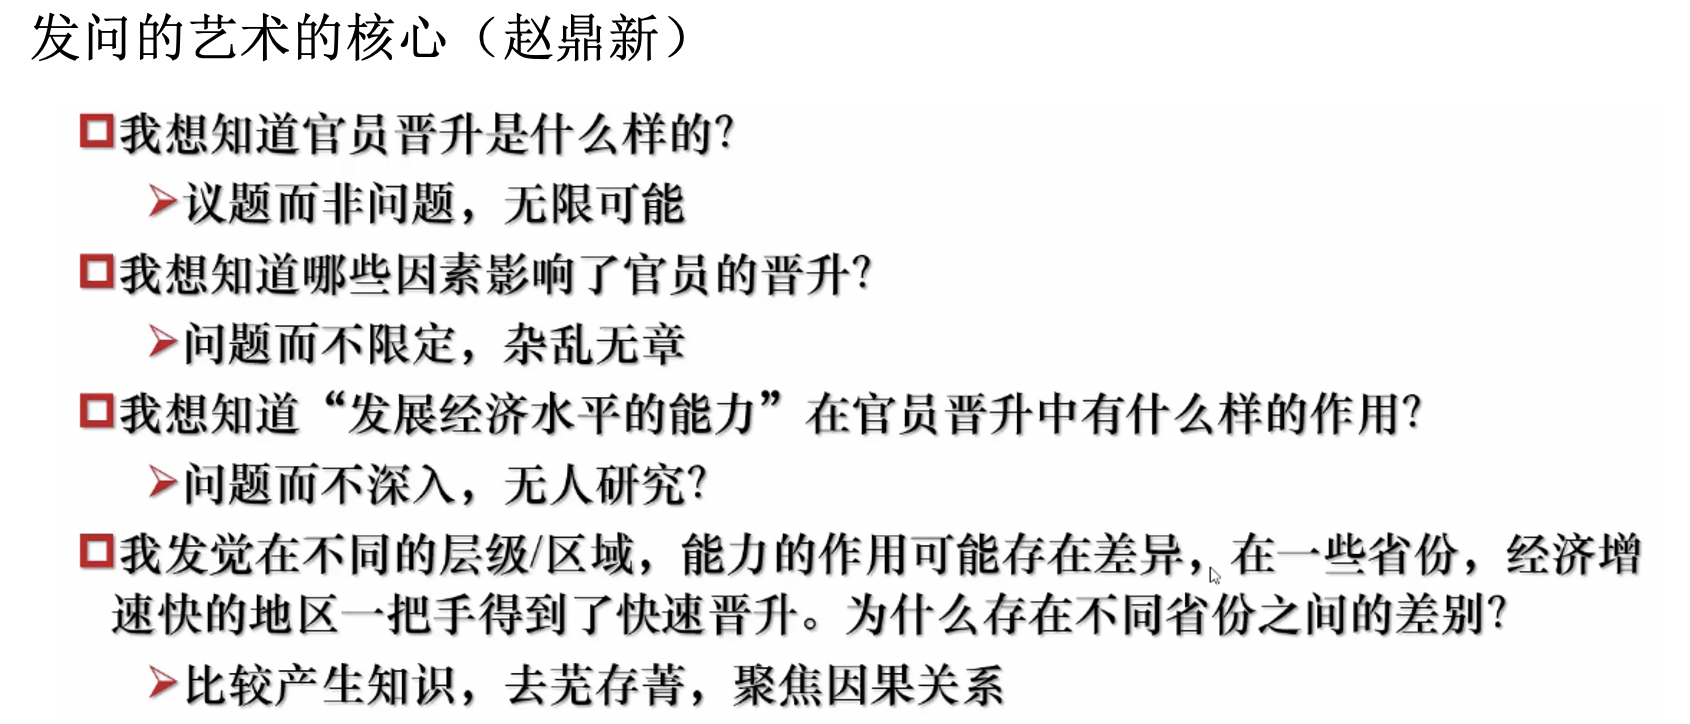 发问的艺术的核心（赵鼎新）
我想知道官员晋升是什么样的?
议题而非问题，无限可能
我想知道哪些因素影响了官员的晋升?
问题而不限定，杂乱无章
我想知道“发展经济水平的能力”在官员晋升中有什么样的作用?
问题而不深入，无人研究?
我发觉在不同的层级/区域，能力的作用可能存在差异，在一些省份，经济增
速快的地区一把手得到了快速晋升。为什么存在不同省份之间的差别?
比较产生知识，去芜存菁，聚焦因果关系